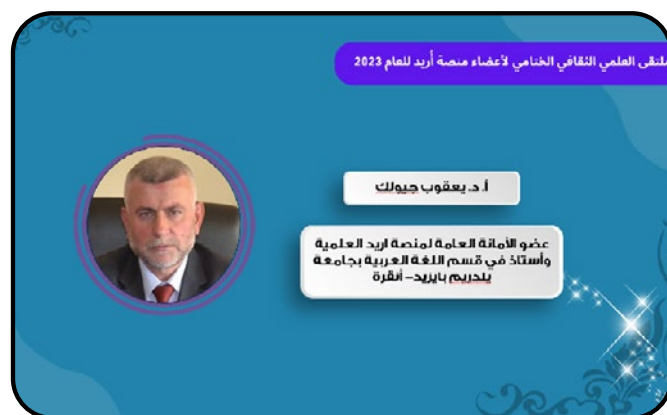 ملتقى العلمي الثقافي الختامي لأعضاء منصة أريد للعام 2023
أ. د. يعقوب جيولك
عضو الأمانة العامة لمنصة اريد العلمية
وأستاذ في قسم اللغة العربية بجامعة
يلدريم بايزيد– أنقرة